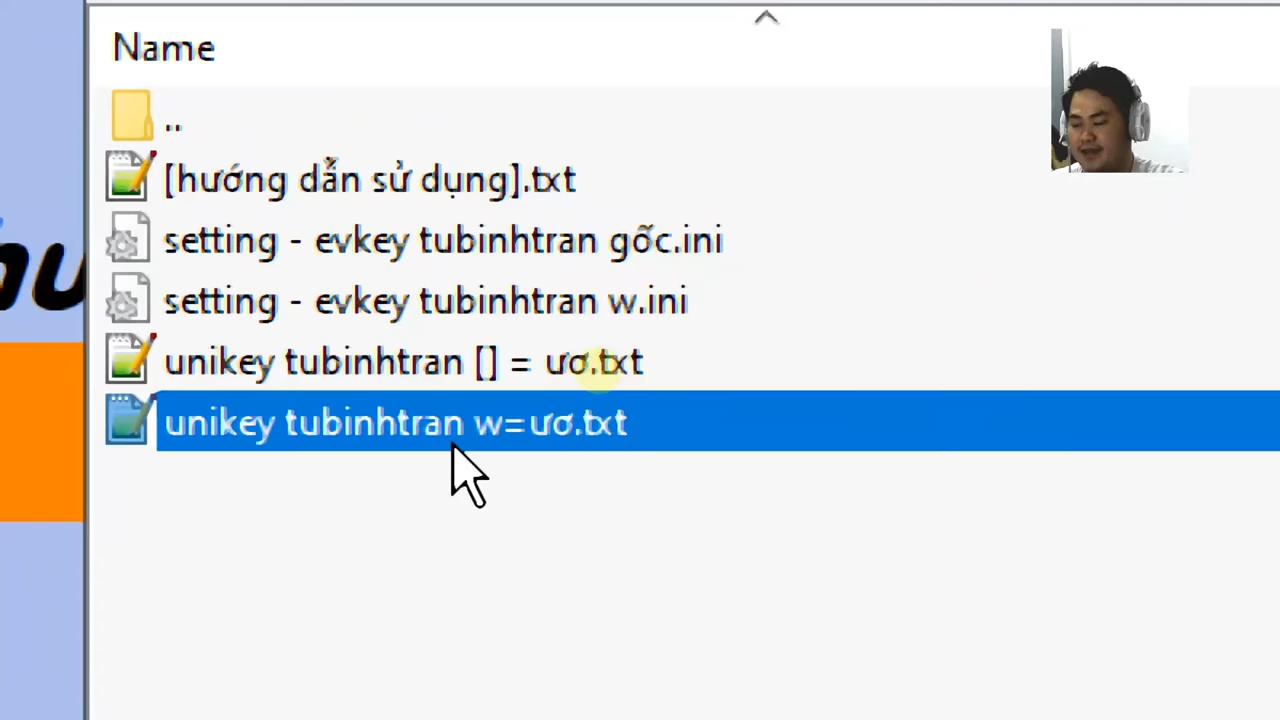 Name
..
[hướng dẫn sử dụng].txt
setting - evkey tubinhtran gốc.ini
setting - evkey tubinhtran w.ini
unikey tubinhtran [] = ươ.txt
unikey tubinhtran w=ươ.txt